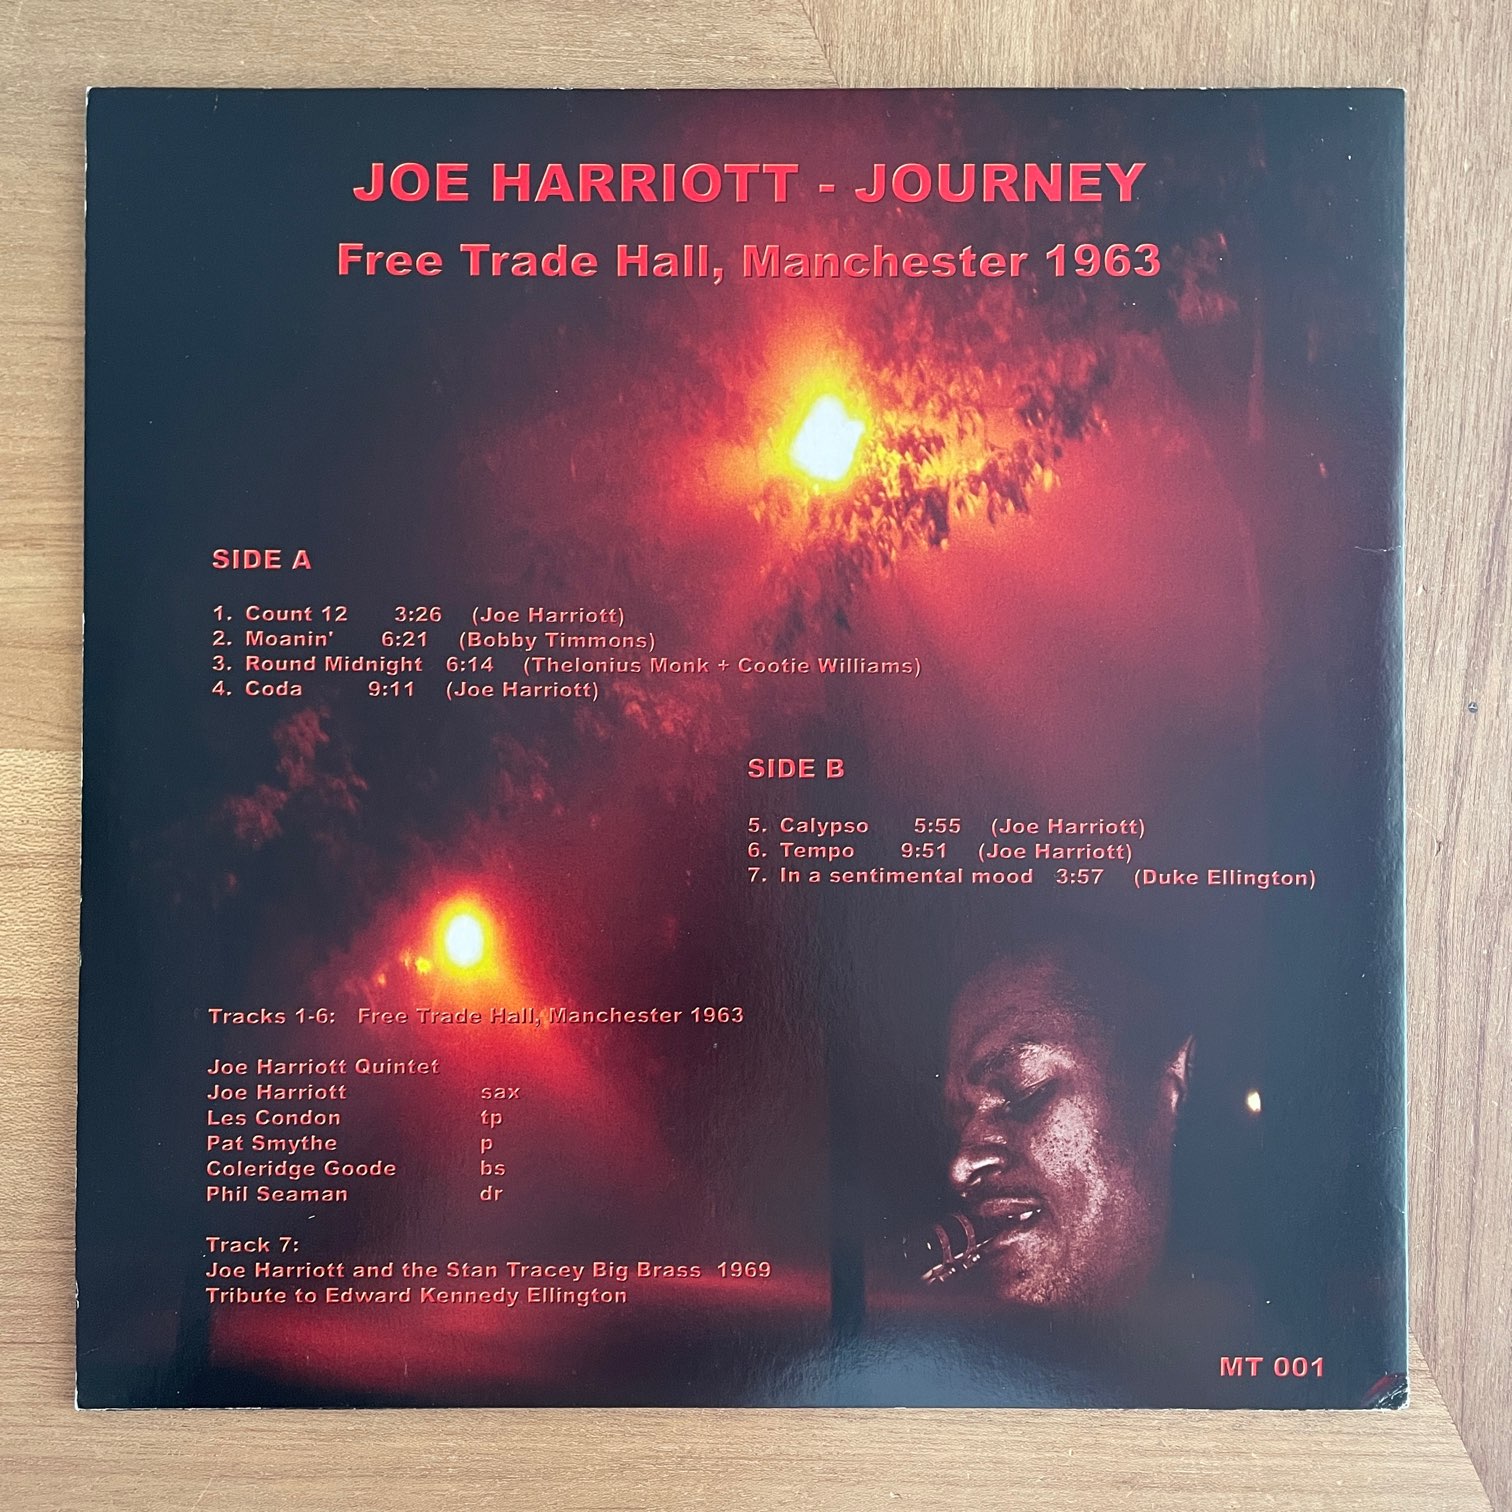 JOE HARRIOTT - JOURNEY
Free Trade Hall, Manchester 1963
SIDE A
1. Count 12 3:26 (Joe Harriott)
2. Moanin' 6:21 (Bobby Timmons)
3. Round Midnight 6:14 (Thelonius Monk + Cootie Williams)
4. Coda 9:11 (Joe Harriott)
SIDE B
5. Calypso 5:55 (Joe Harriott)
6. Tempo 9:51 (Joe Harriott)
7. In a sentimental mood 3:57 (Duke Ellington)
Tracks 1-6: Free Trade Hall, Manchester 1963
Joe Harriott Quintet
Joe Harriott sax
Les Condon tp
Pat Smythe p
Coleridge Goode bs
Phil Seaman dr
Track 7:
Joe Harriott and the Stan Tracey Big Brass 1969
Tribute to Edward Kennedy Ellington
MT 001